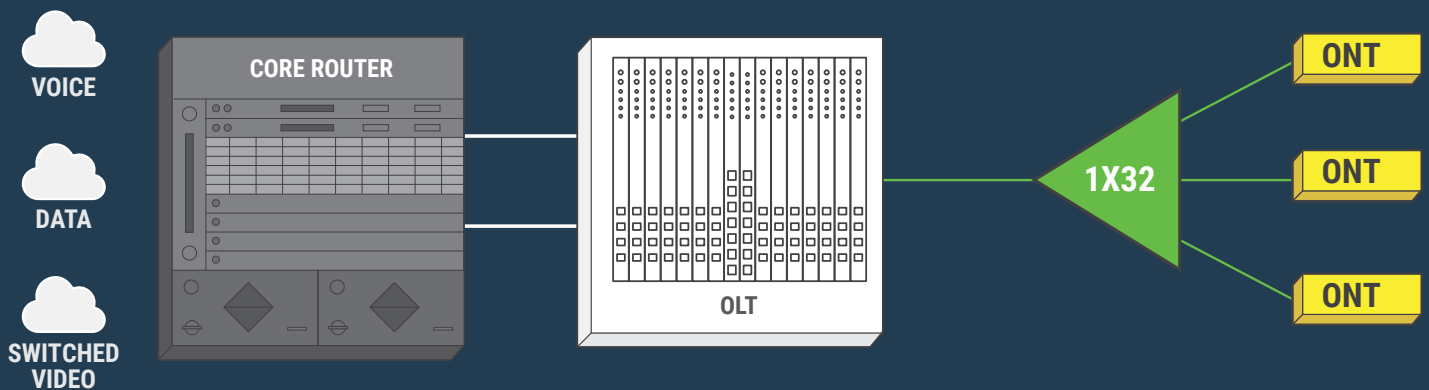 VOICE
DATA
SWITCHED
VIDEO
CORE ROUTER
OLT
1X32
ONT
ONT
ONT